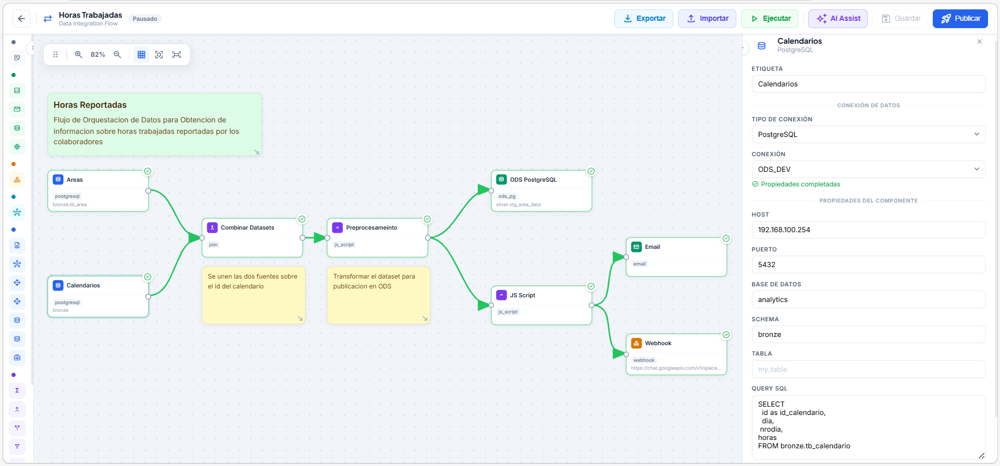 Horas Trabajadas
Data Integration Flow
Pausado
Exportar
Importar
Ejecutar
AI Assist
Guardar
Publicar
82%
Horas Reportadas
Flujo de Orquestacion de Datos para Obtencion de
informacion sobre horas trabajadas reportadas por los
colaboradores
Areas
postgresql
bronze.tb_area
Calendarios
postgresql
bronze
Combinar Datasets
join
Se unen las dos fuentes sobre
el id del calendario
Preprocesameinto
js_script
Transformar el dataset para
publicacion en ODS
ODS PostgreSQL
ods_pg
silver.stg_area_data
JS Script
js_script
Email
email
Webhook
webhook
https://chat.googleapis.com/v1/space...
Calendarios
PostgreSQL
ETIQUETA
Calendarios
CONEXIÓN DE DATOS
TIPO DE CONEXIÓN
PostgreSQL
CONEXIÓN
ODS_DEV
Propiedades completadas
PROPIEDADES DEL COMPONENTE
HOST
192.168.100.254
PUERTO
5432
BASE DE DATOS
analytics
SCHEMA
bronze
TABLA
my_table
QUERY SQL
SELECT
id as id_calendario,
dia,
nrodia,
horas
FROM bronze.tb_calendario